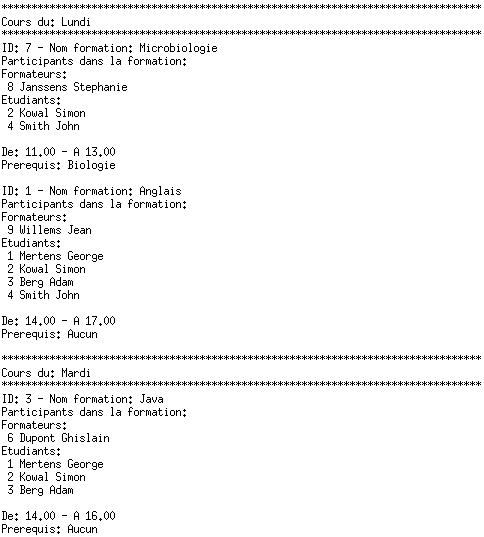 ********************************************************************************
Cours du: Lundi
********************************************************************************
ID: 7 - Nom formation: Microbiologie
Participants dans la formation:
Formateurs:
 8 Janssens Stephanie
Etudiants:
 2 Kowal Simon
 4 Smith John

De: 11.00 - A 13.00
Prerequis: Biologie

ID: 1 - Nom formation: Anglais
Participants dans la formation:
Formateurs:
 9 Willems Jean
Etudiants:
 1 Mertens George
 2 Kowal Simon
 3 Berg Adam
 4 Smith John

De: 14.00 - A 17.00
Prerequis: Aucun

********************************************************************************
Cours du: Mardi
********************************************************************************
ID: 3 - Nom formation: Java
Participants dans la formation:
Formateurs:
 6 Dupont Ghislain
Etudiants:
 1 Mertens George
 2 Kowal Simon
 3 Berg Adam

De: 14.00 - A 16.00
Prerequis: Aucun